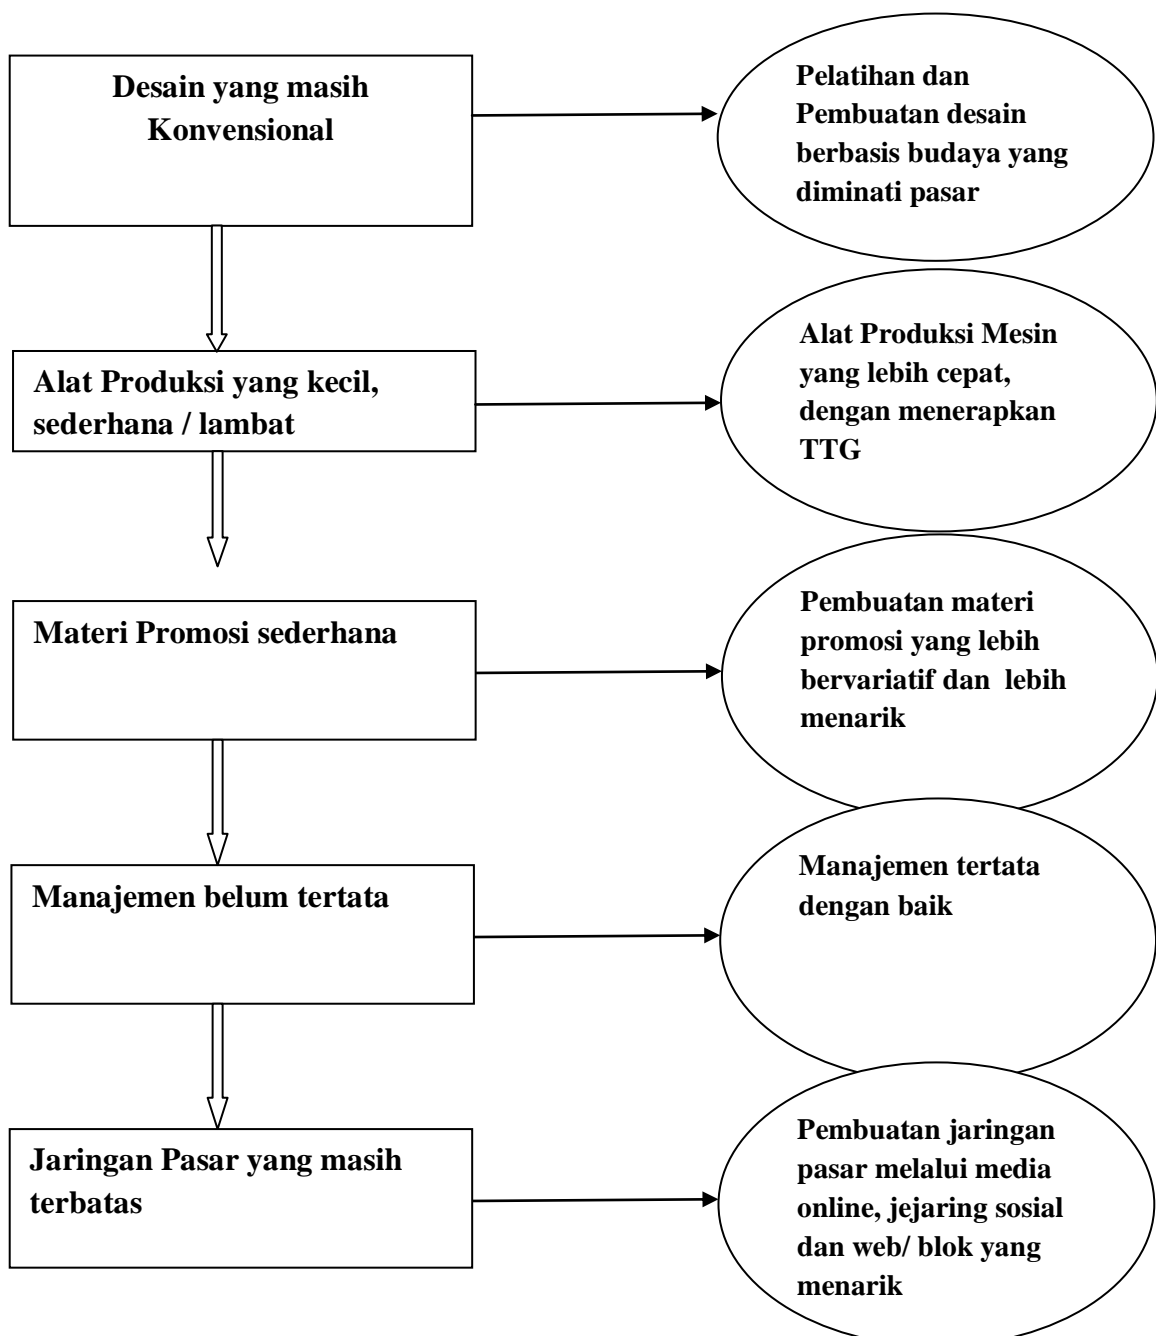 Desain yang masih
Konvensional
Pelatihan dan
Pembuatan desain
berbasis budaya yang
diminati pasar
Alat Produksi yang kecil,
sederhana / lambat
Alat Produksi Mesin
yang lebih cepat,
dengan menerapkan
TTG
Materi Promosi sederhana
Pembuatan materi
promosi yang lebih
bervariatif dan lebih
menarik
Manajemen belum tertata
Manajemen tertata
dengan baik
Jaringan Pasar yang masih
terbatas
Pembuatan jaringan
pasar melalui media
online, jejaring sosial
dan web/ blok yang
menarik